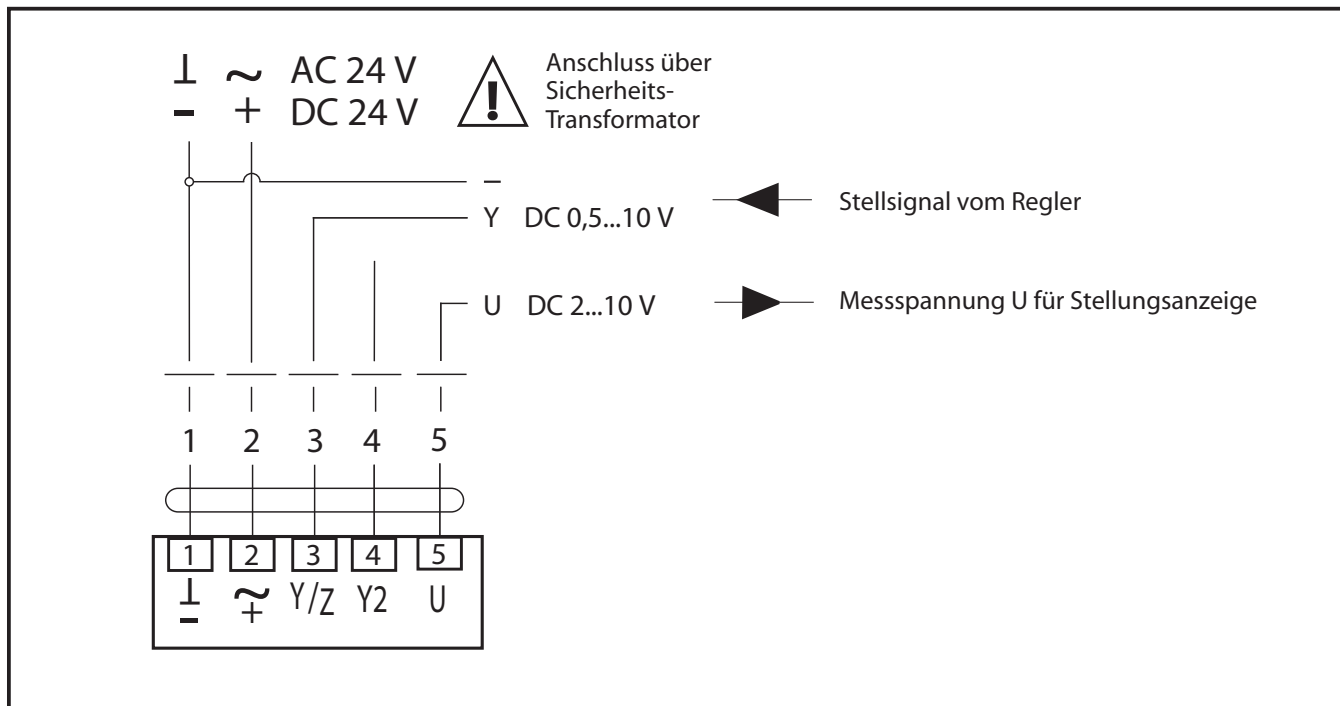 ⊥ ~ AC 24 V
– + DC 24 V
Anschluss über
Sicherheits-
Transformator
–
Y DC 0,5...10 V
Stellsignal vom Regler
U DC 2...10 V
Messspannung U für Stellungsanzeige
1 2 3 4 5
1 2 3 4 5
⊥ ~ Y/Z Y2 U
– +